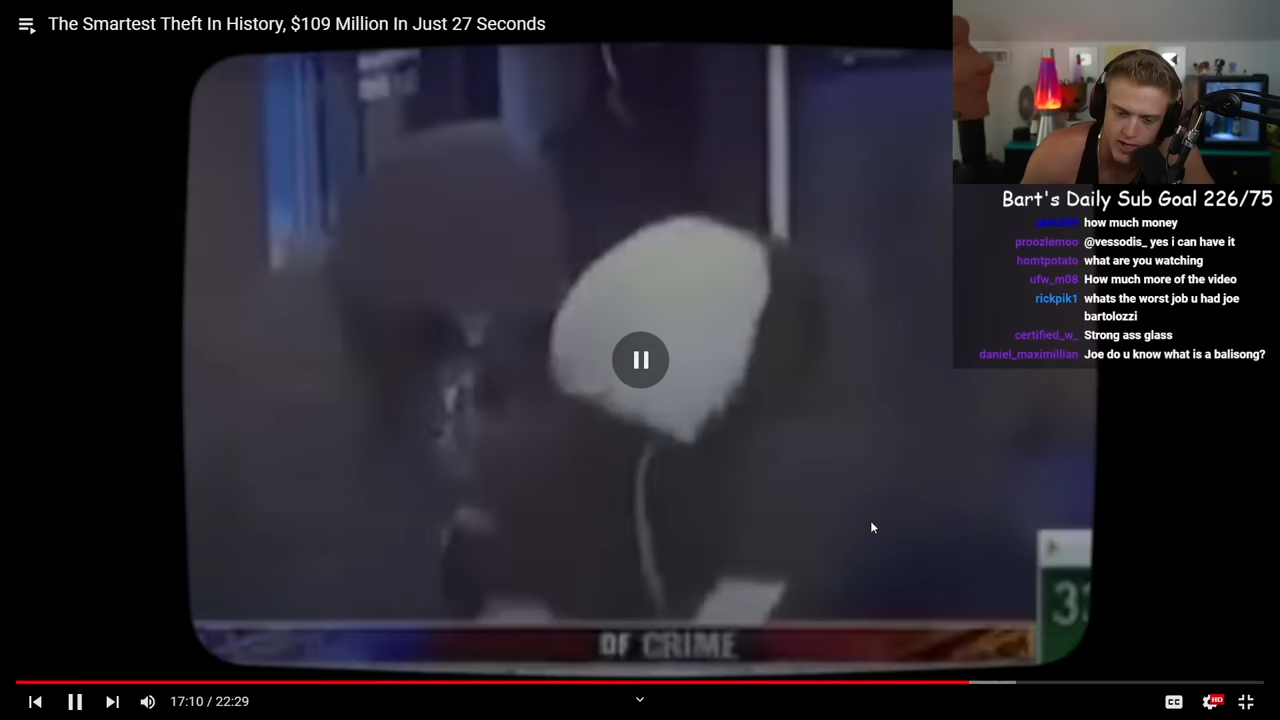 The Smartest Theft In History, $109 Million In Just 27 Seconds
Bart's Daily Sub Goal 226/75
how much money
proozlemoo @vessodis_ yes i can have it
homtpotato what are you watching
ufw_m08 How much more of the video
rickpik1 whats the worst job u had joe
bartolozzi
certified_w_ Strong ass glass
daniel_maximillian Joe do u know what is a balisong?
OF CRIME
17:10 / 22:29
CC
HD